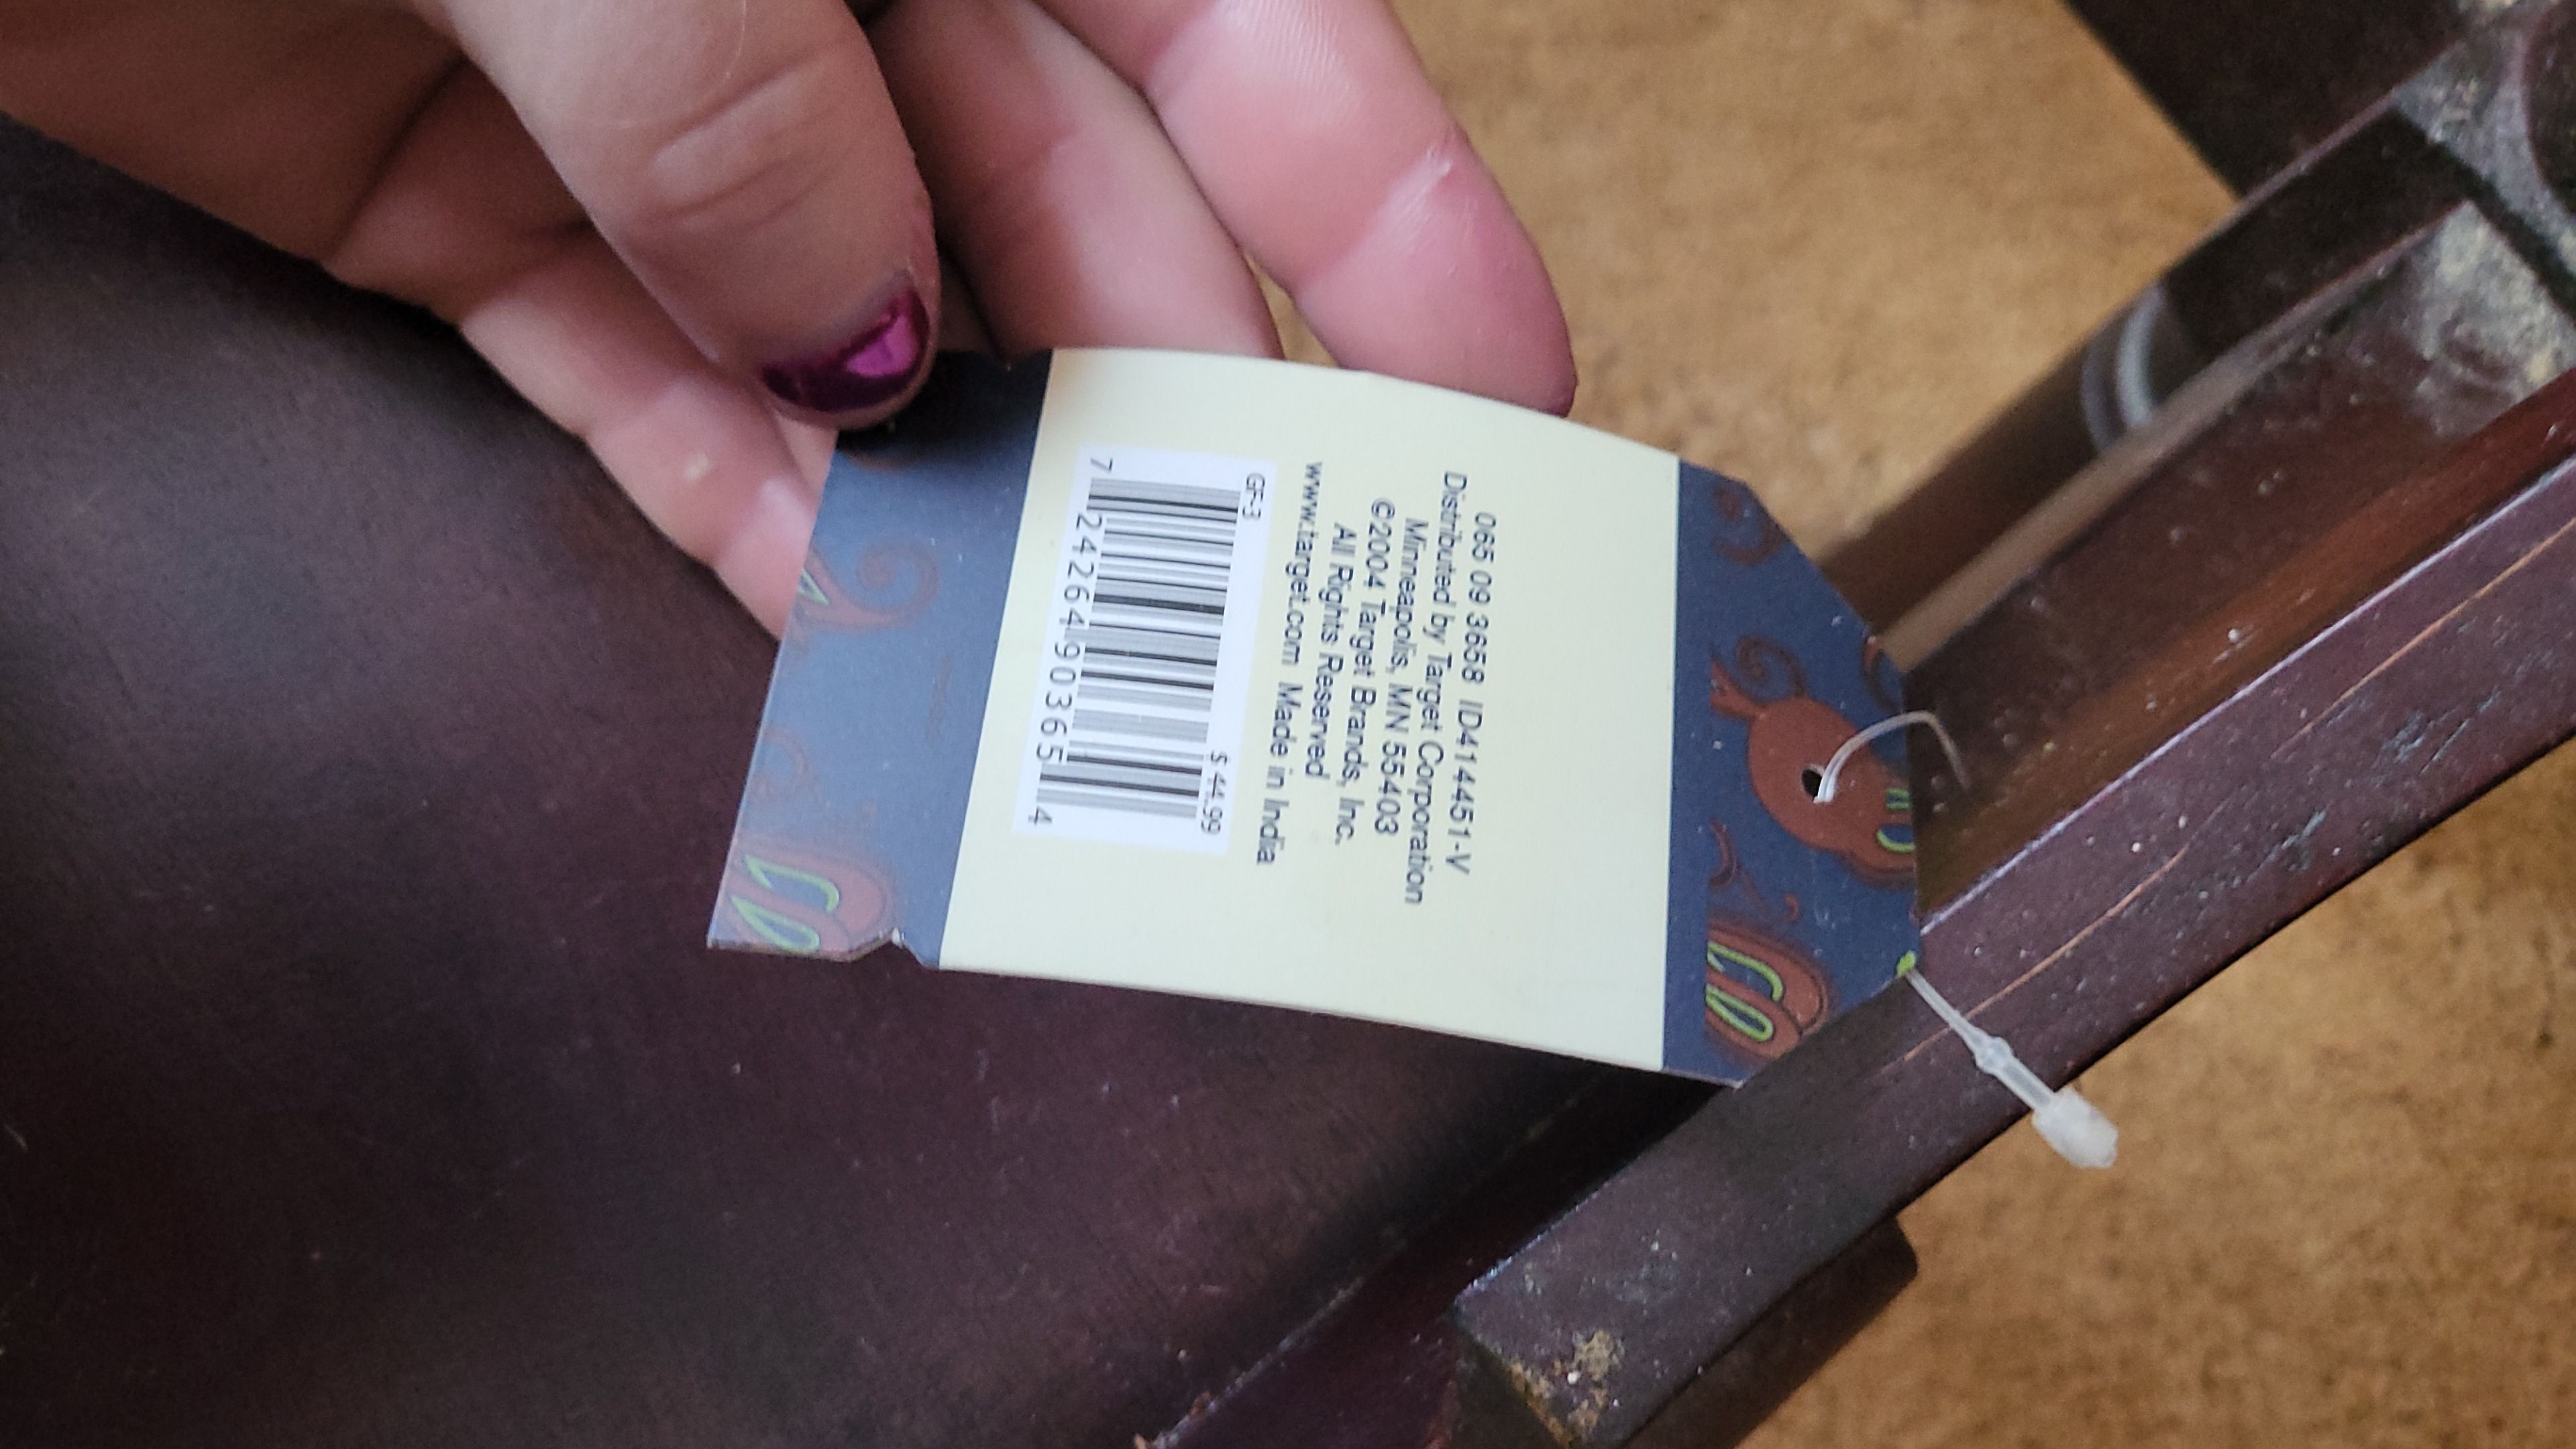 065 09 3658 ID414451-V
Distributed by Target Corporation
Minneapolis, MN 55403
©2004 Target Brands, Inc.
All Rights Reserved
www.target.com Made in India
GF-3 $ 44.99
7 24264 90365 4